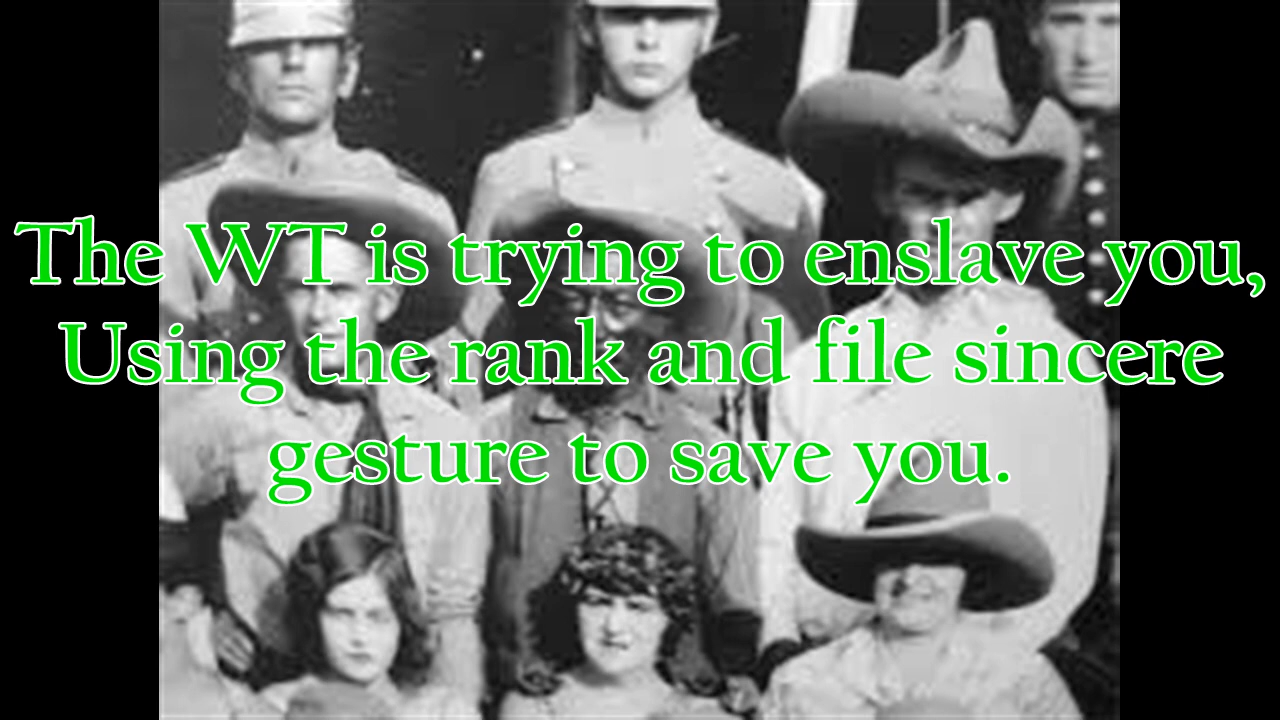 The WT is trying to enslave you,
Using the rank and file sincere
gesture to save you.